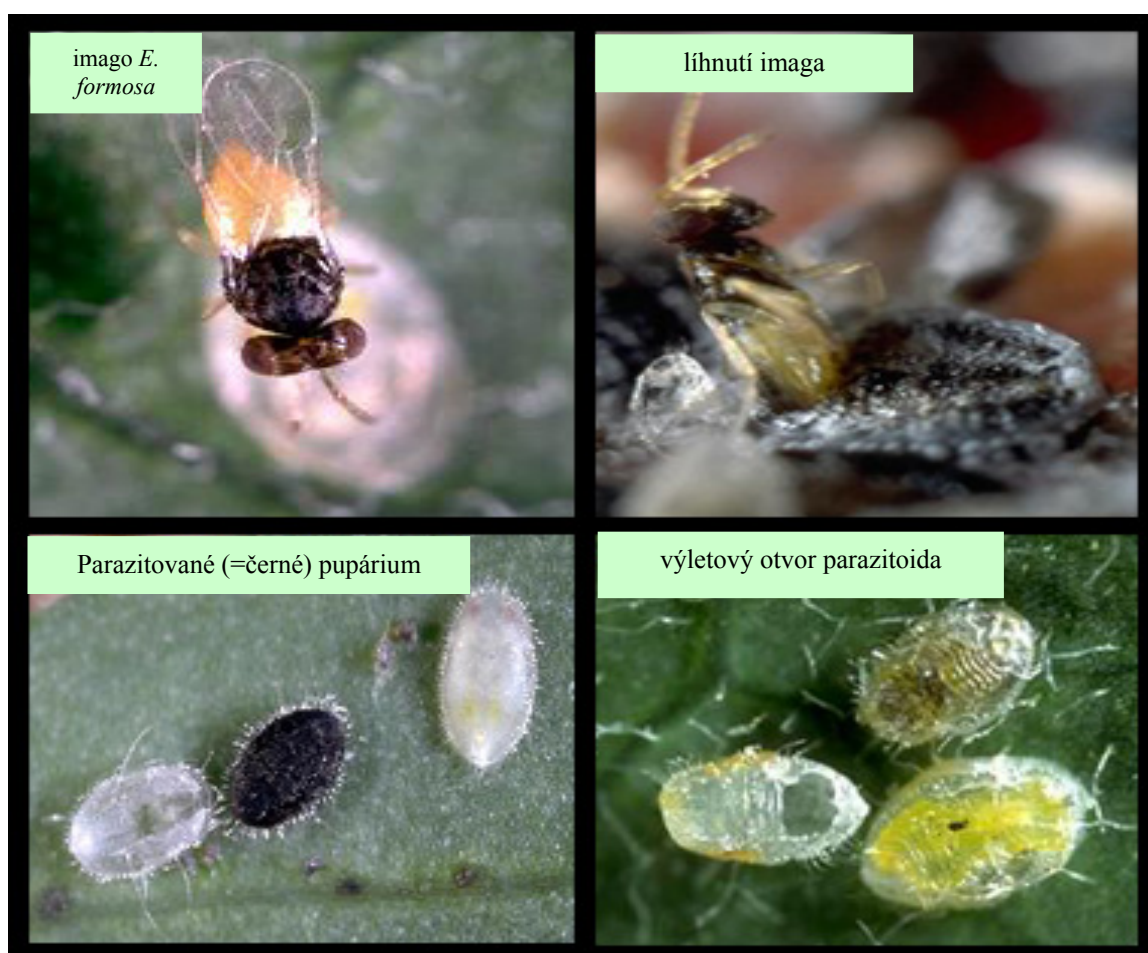 imago E.
formosa
líhnutí imaga
Parazitované (=černé) pupárium
výletový otvor parazitoida